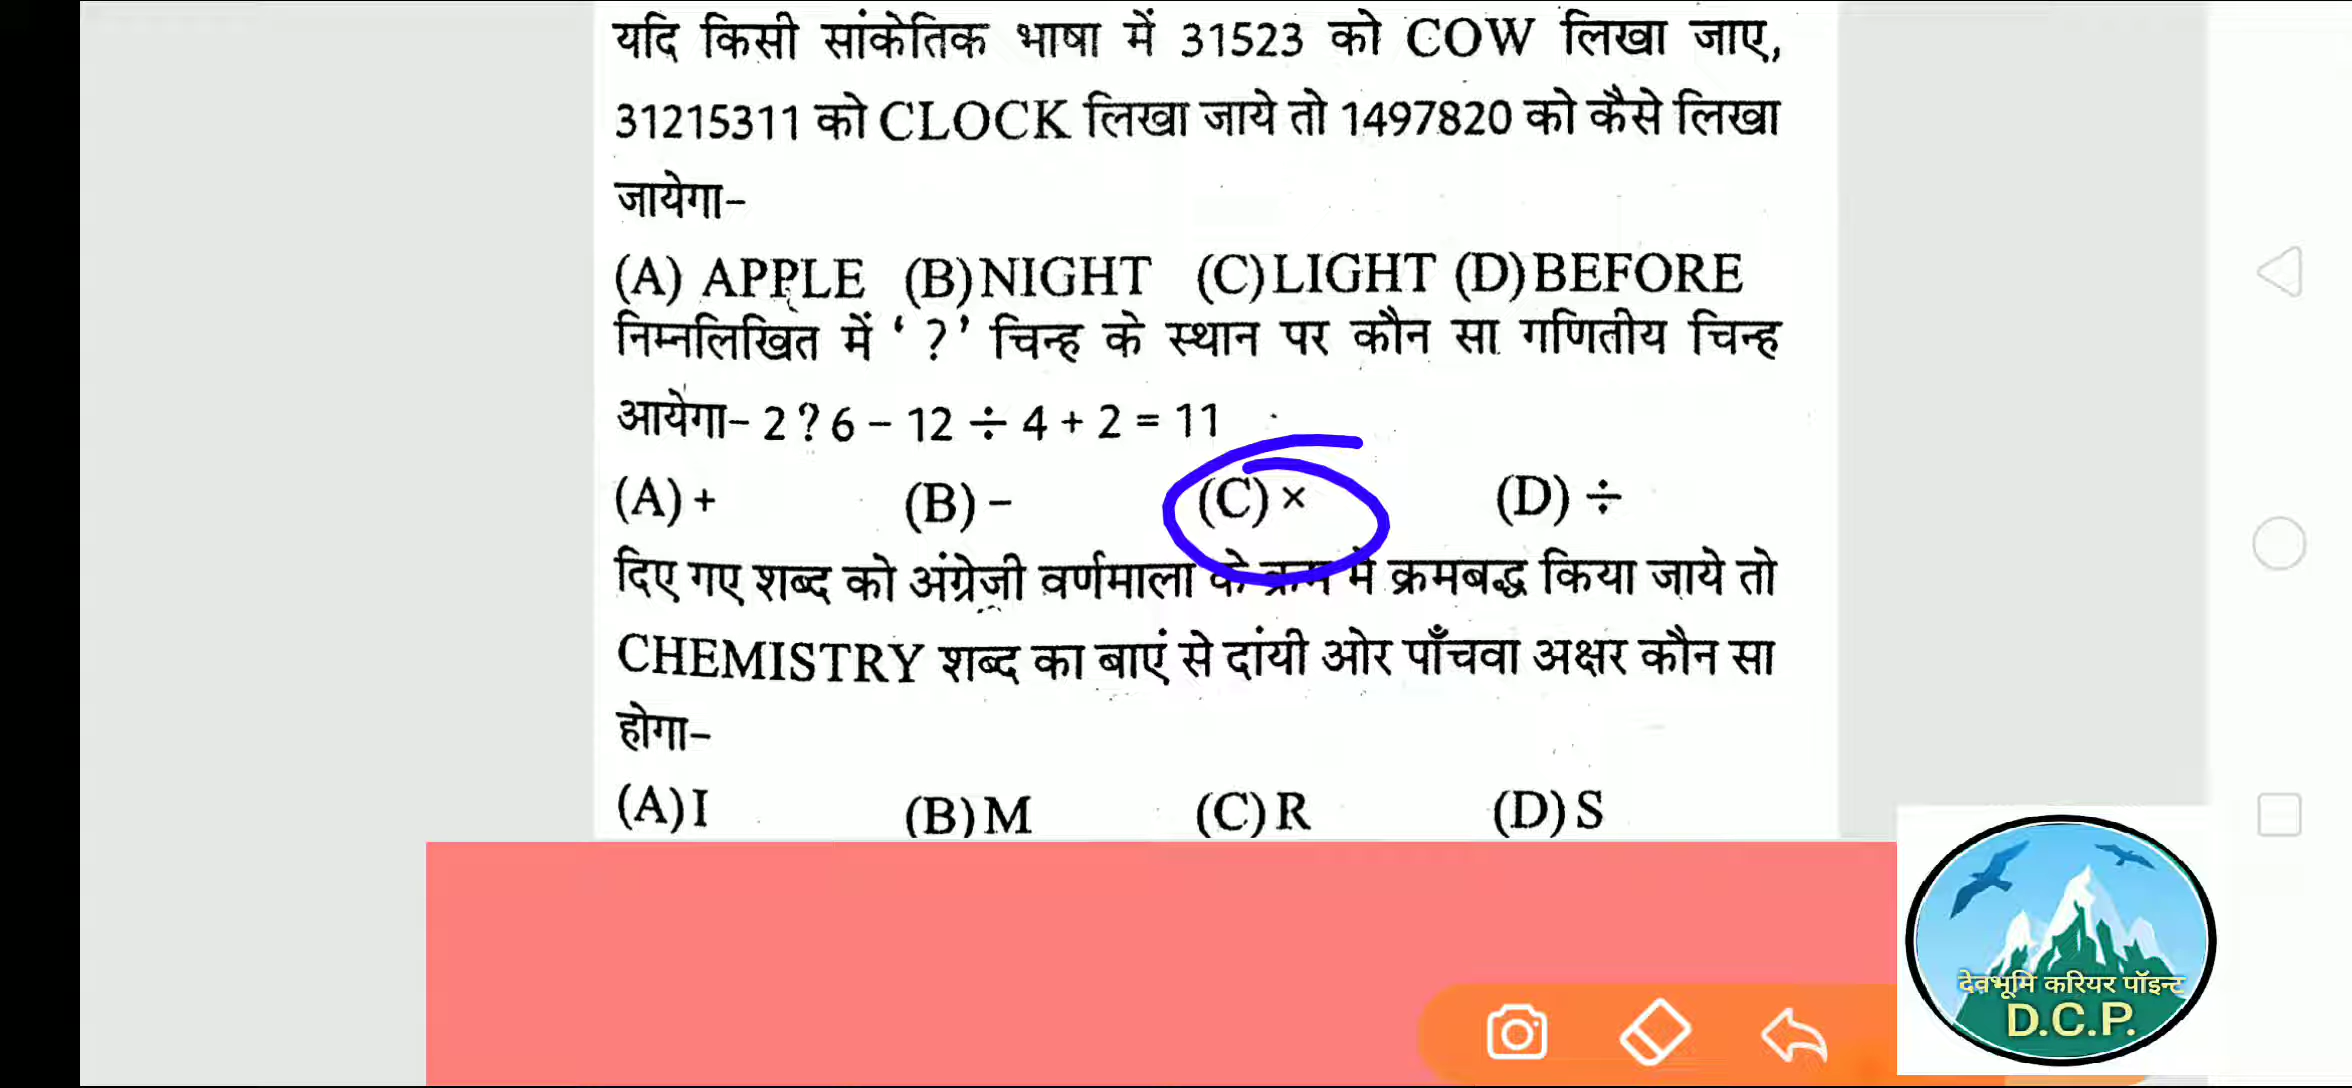 यदि किसी सांकेतिक भाषा में 31523 को COW लिखा जाए,
31215311 को CLOCK लिखा जाये तो 1497820 को कैसे लिखा
जायेगा–
(A) APPLE (B) NIGHT (C) LIGHT (D) BEFORE
निम्नलिखित में ‘ ?’ चिन्ह के स्थान पर कौन सा गणितीय चिन्ह
आयेगा– 2 ? 6 – 12 ÷ 4 + 2 = 11
(A) + (B) – (C) × (D) ÷
दिए गए शब्द को अंग्रेजी वर्णमाला के क्रम में क्रमबद्ध किया जाये तो
CHEMISTRY शब्द का बाएं से दांयी ओर पाँचवा अक्षर कौन सा
होगा–
(A) I (B) M (C) R (D) S
देवभूमि करियर पॉइन्ट
D.C.P.